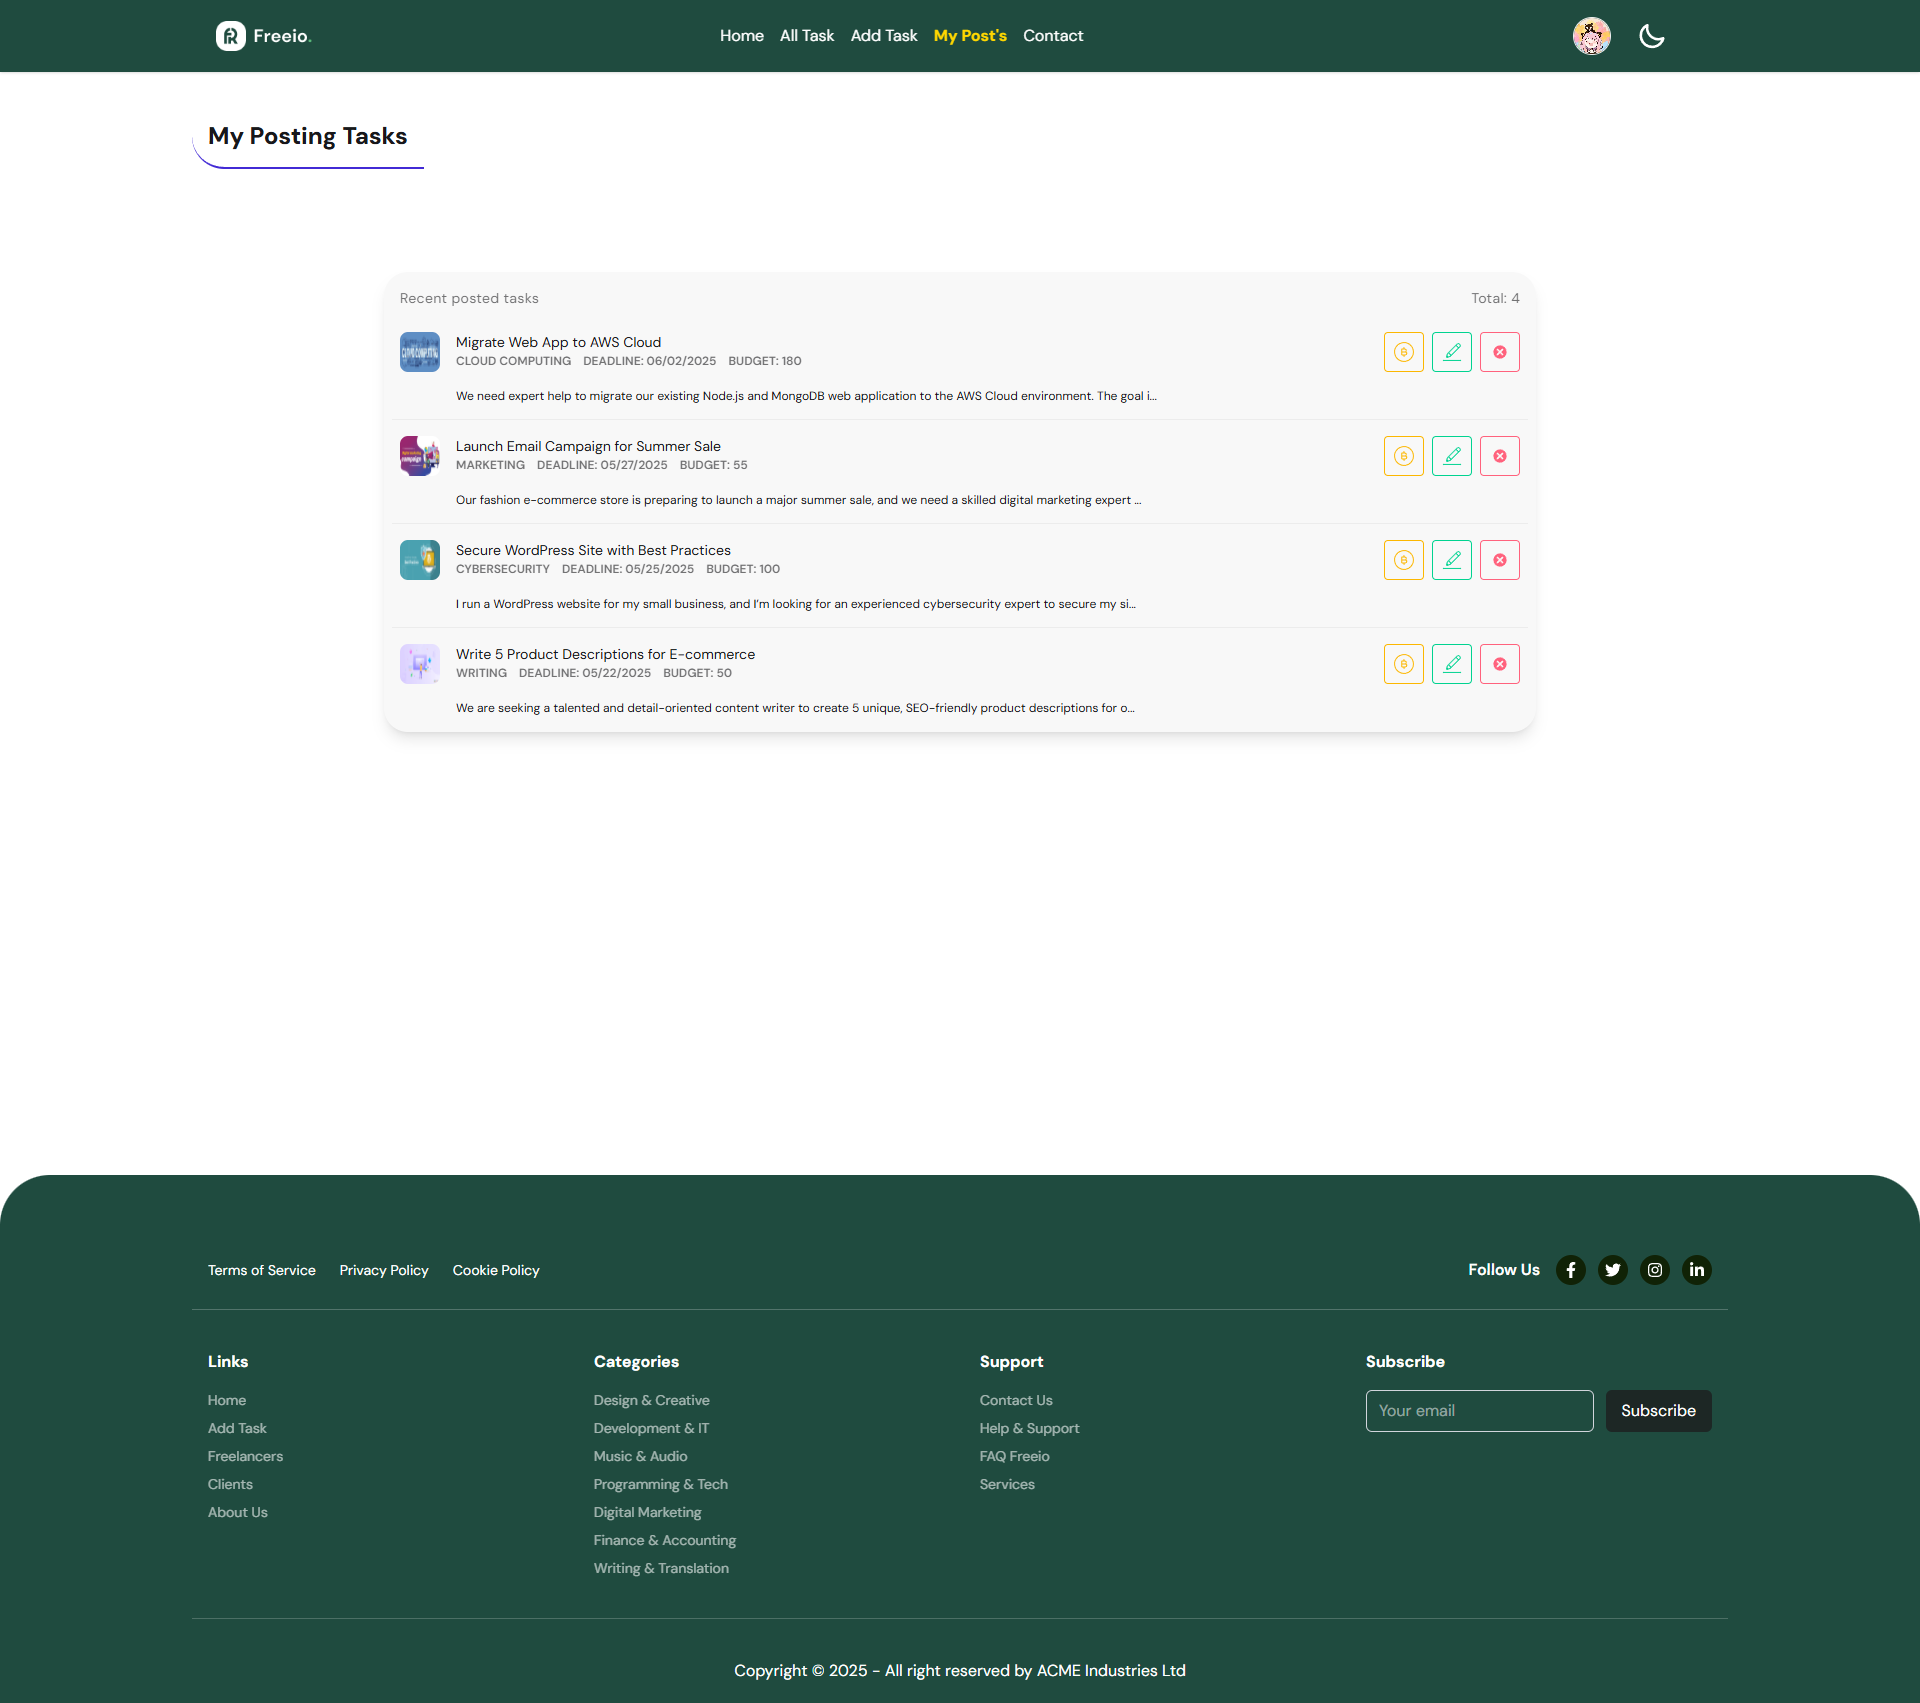 Freeio.
Home All Task Add Task My Post's Contact
My Posting Tasks
Recent posted tasks Total: 4
Migrate Web App to AWS Cloud
CLOUD COMPUTING DEADLINE: 06/02/2025 BUDGET: 180
We need expert help to migrate our existing Node.js and MongoDB web application to the AWS Cloud environment. The goal i...
Launch Email Campaign for Summer Sale
MARKETING DEADLINE: 05/27/2025 BUDGET: 55
Our fashion e-commerce store is preparing to launch a major summer sale, and we need a skilled digital marketing expert ...
Secure WordPress Site with Best Practices
CYBERSECURITY DEADLINE: 05/25/2025 BUDGET: 100
I run a WordPress website for my small business, and I'm looking for an experienced cybersecurity expert to secure my si...
Write 5 Product Descriptions for E-commerce
WRITING DEADLINE: 05/22/2025 BUDGET: 50
We are seeking a talented and detail-oriented content writer to create 5 unique, SEO-friendly product descriptions for o...
Terms of Service Privacy Policy Cookie Policy Follow Us
Links
Home
Add Task
Freelancers
Clients
About Us
Categories
Design & Creative
Development & IT
Music & Audio
Programming & Tech
Digital Marketing
Finance & Accounting
Writing & Translation
Support
Contact Us
Help & Support
FAQ Freeio
Services
Subscribe
Your email Subscribe
Copyright © 2025 - All right reserved by ACME Industries Ltd